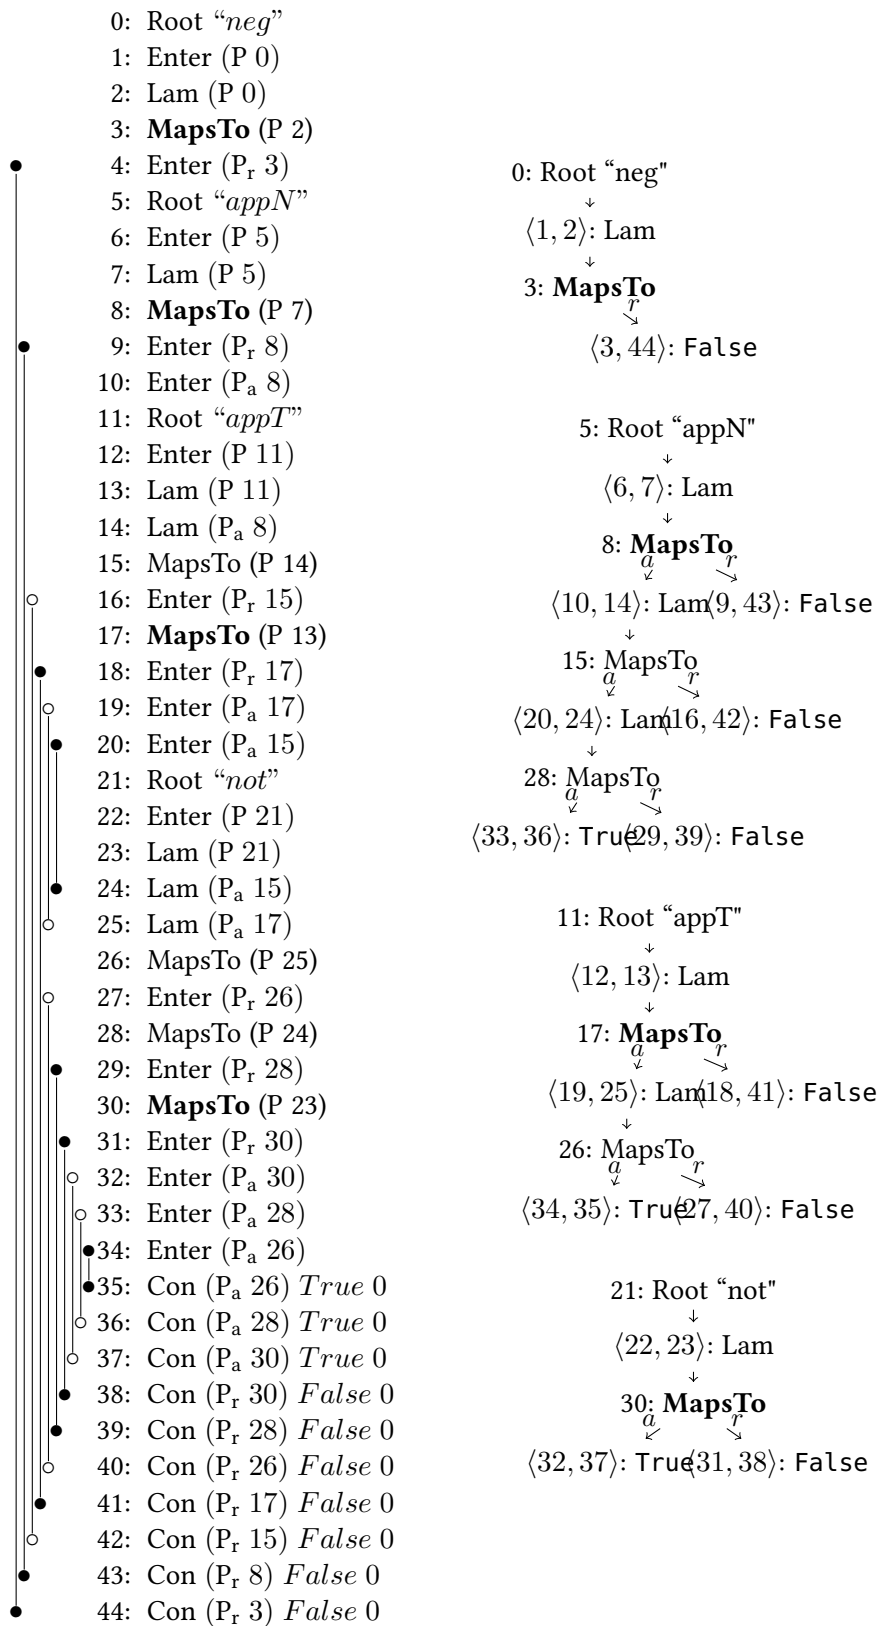 0: Root “neg”
1: Enter (P 0)
2: Lam (P 0)
3: MapsTo (P 2)
4: Enter (Pr 3)
5: Root “appN”
6: Enter (P 5)
7: Lam (P 5)
8: MapsTo (P 7)
9: Enter (Pr 8)
10: Enter (Pa 8)
11: Root “appT”
12: Enter (P 11)
13: Lam (P 11)
14: Lam (Pa 8)
15: MapsTo (P 14)
16: Enter (Pr 15)
17: MapsTo (P 13)
18: Enter (Pr 17)
19: Enter (Pa 17)
20: Enter (Pa 15)
21: Root “not”
22: Enter (P 21)
23: Lam (P 21)
24: Lam (Pa 15)
25: Lam (Pa 17)
26: MapsTo (P 25)
27: Enter (Pr 26)
28: MapsTo (P 24)
29: Enter (Pr 28)
30: MapsTo (P 23)
31: Enter (Pr 30)
32: Enter (Pa 30)
33: Enter (Pa 28)
34: Enter (Pa 26)
35: Con (Pa 26) True 0
36: Con (Pa 28) True 0
37: Con (Pa 30) True 0
38: Con (Pr 30) False 0
39: Con (Pr 28) False 0
40: Con (Pr 26) False 0
41: Con (Pr 17) False 0
42: Con (Pr 15) False 0
43: Con (Pr 8) False 0
44: Con (Pr 3) False 0
0: Root “neg"
⟨1, 2⟩: Lam
3: MapsTo
r
⟨3, 44⟩: False
5: Root “appN"
⟨6, 7⟩: Lam
8: MapsTo
a r
⟨10, 14⟩: Lam ⟨9, 43⟩: False
15: MapsTo
a r
⟨20, 24⟩: Lam ⟨16, 42⟩: False
28: MapsTo
a r
⟨33, 36⟩: True ⟨29, 39⟩: False
11: Root “appT"
⟨12, 13⟩: Lam
17: MapsTo
a r
⟨19, 25⟩: Lam ⟨18, 41⟩: False
26: MapsTo
a r
⟨34, 35⟩: True ⟨27, 40⟩: False
21: Root “not"
⟨22, 23⟩: Lam
30: MapsTo
a r
⟨32, 37⟩: True ⟨31, 38⟩: False